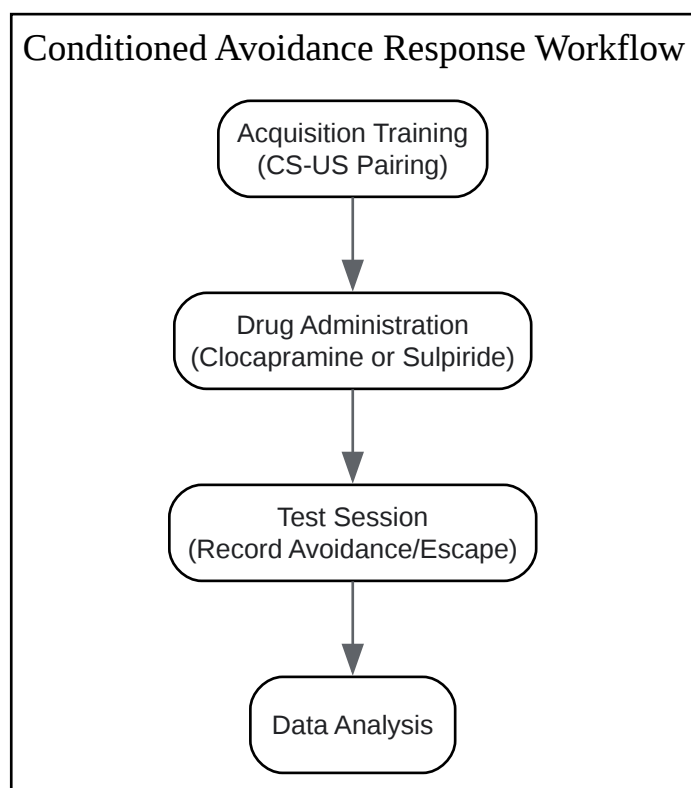 Conditioned Avoidance Response Workflow
Acquisition Training
(CS-US Pairing)
Drug Administration
(Clocapramine or Sulpiride)
Test Session
(Record Avoidance/Escape)
Data Analysis